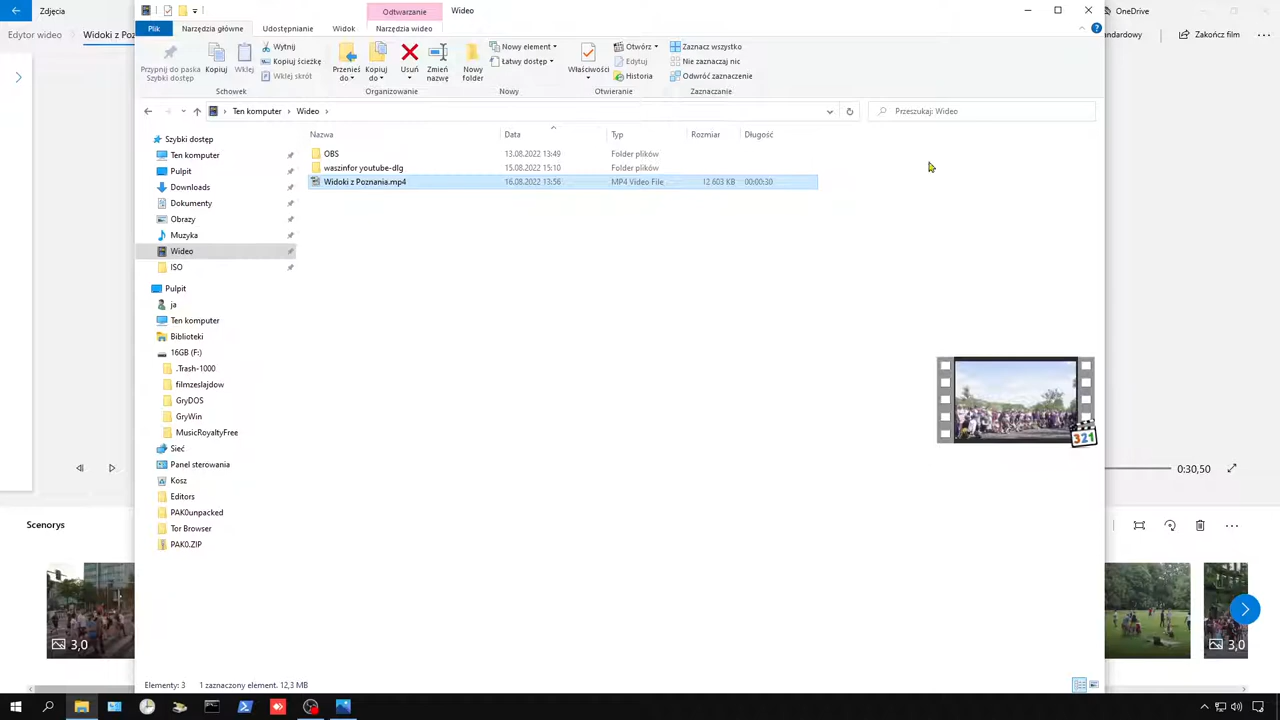 Zdjęcia
Odtwarzanie
Wideo
OneDrive
Plik
Narzędzia główne
Udostępnianie
Widok
Narzędzia wideo
Edytor wideo
Widoki z Poz
ndardowy
Zakończ film
Przypnij do paska
Szybki dostęp
Kopiuj
Wklej
Wytnij
Kopiuj ścieżkę
Wklej skrót
Schowek
Przenieś
do
Kopiuj
do
Usuń
Zmień
nazwę
Organizowanie
Nowy
folder
Nowy element
Łatwy dostęp
Nowy
Właściwości
Otwórz
Edytuj
Historia
Otwieranie
Zaznacz wszystko
Nie zaznaczaj nic
Odwróć zaznaczenie
Zaznaczanie
Ten komputer
Wideo
Przeszukaj: Wideo
Nazwa
Data
Typ
Rozmiar
Długość
OBS 13.08.2022 13:49 Folder plików
waszinfor youtube-dlg 15.08.2022 15:10 Folder plików
Widoki z Poznania.mp4 16.08.2022 13:56 MP4 Video File 12 603 KB 00:00:30
Szybki dostęp
Ten komputer
Pulpit
Downloads
Dokumenty
Obrazy
Muzyka
Wideo
ISO
Pulpit
ja
Ten komputer
Biblioteki
16GB (F:)
.Trash-1000
filmzeslajdow
GryDOS
GryWin
MusicRoyaltyFree
Sieć
Panel sterowania
Kosz
Editors
PAK0unpacked
Tor Browser
PAK0.ZIP
321
0:30,50
Scenorys
3,0
3,0
Elementy: 3
1 zaznaczony element. 12,3 MB